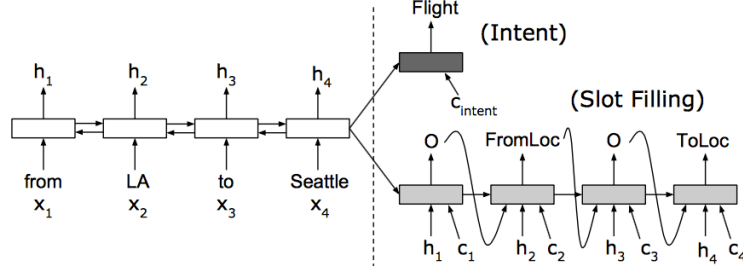 Flight
(Intent)
h1 h2 h3 h4
cintent
(Slot Filling)
O FromLoc O ToLoc
from LA to Seattle
x1 x2 x3 x4
h1 c1 h2 c2 h3 c3 h4 c4